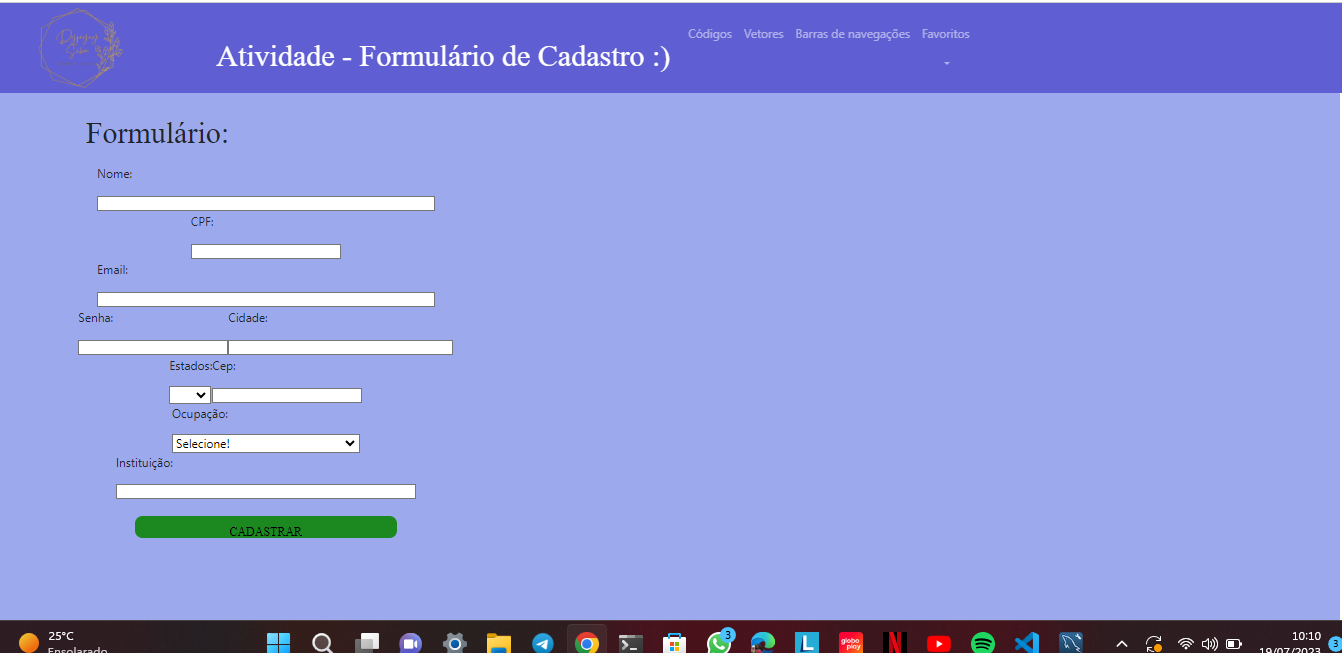 Códigos Vetores Barras de navegações Favoritos
Atividade - Formulário de Cadastro :)
Formulário:
Nome:
CPF:
Email:
Senha: Cidade:
Estados:Cep:
Ocupação:
Selecione!
Instituição:
CADASTRAR
25°C
Ensolarado
L
globo
play
N
3
10:10
19/07/2023
3